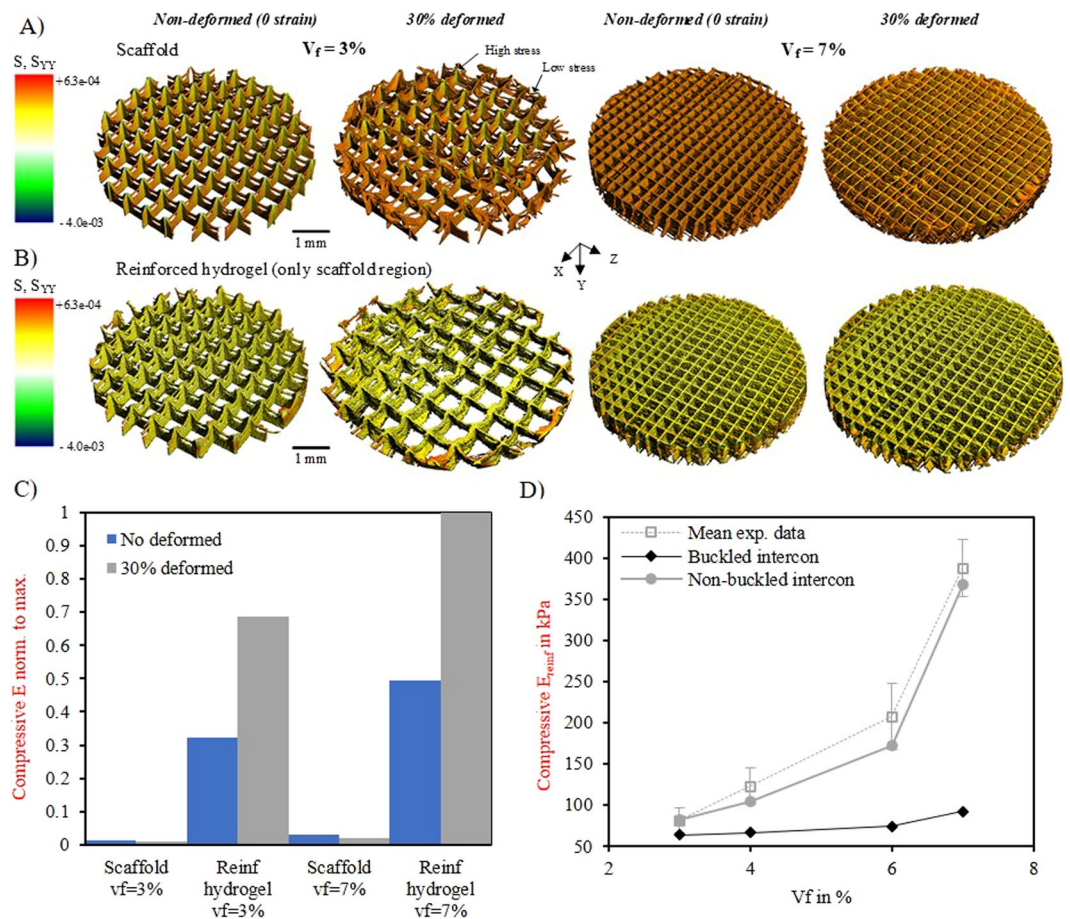 Non-deformed (0 strain)
30% deformed
Non-deformed (0 strain)
30% deformed
A)
Scaffold
Vf = 3%
Vf = 7%
High stress
Low stress
S, SYY
+63e-04
- 4.0e-03
1 mm
X
Y
Z
B)
Reinforced hydrogel (only scaffold region)
S, SYY
+63e-04
- 4.0e-03
1 mm
C)
Compressive E norm. to max.
1
0.9
0.8
0.7
0.6
0.5
0.4
0.3
0.2
0.1
0
No deformed
30% deformed
Scaffold
vf=3%
Reinf
hydrogel
vf=3%
Scaffold
vf=7%
Reinf
hydrogel
vf=7%
D)
Compressive Ereinf in kPa
450
400
350
300
250
200
150
100
50
Mean exp. data
Buckled intercon
Non-buckled intercon
2
4
6
8
Vf in %